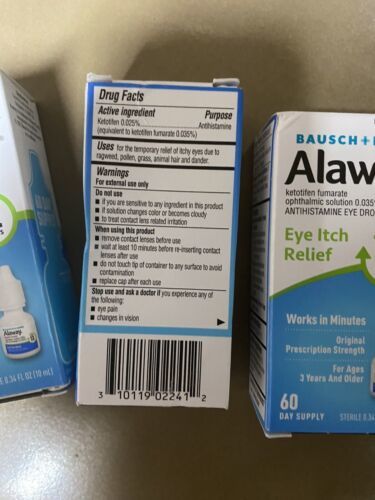 Drug Facts
Active ingredient Purpose
Ketotifen 0.025%....................Antihistamine
(equivalent to ketotifen fumarate 0.035%)
Uses for the temporary relief of itchy eyes due to
ragweed, pollen, grass, animal hair and dander.
Warnings
For external use only
Do not use
■ if you are sensitive to any ingredient in this product
■ if solution changes color or becomes cloudy
■ to treat contact lens related irritation
When using this product
■ remove contact lenses before use
■ wait at least 10 minutes before re-inserting contact
lenses after use
■ do not touch tip of container to any surface to avoid
contamination
■ replace cap after each use
Stop use and ask a doctor if you experience any of
the following:
■ eye pain
■ changes in vision
3 10119 02241 2
BAUSCH+
Alaw
ketotifen fumarate
ophthalmic solution 0.035
ANTIHISTAMINE EYE DRO
Eye Itch
Relief
Works in Minutes
Original
Prescription Strength
For Ages
3 Years And Older
60
DAY SUPPLY
STERILE 0.34
Alaway
E 0.34 FL OZ (10 mL)